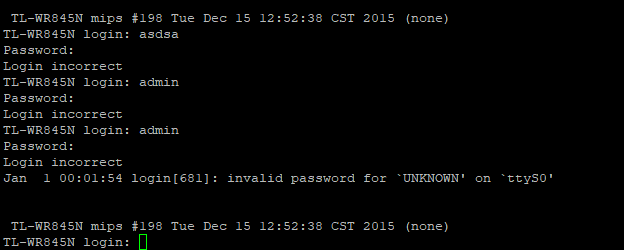 TL-WR845N mips #198 Tue Dec 15 12:52:38 CST 2015 (none)
TL-WR845N login: asdsa
Password:
Login incorrect
TL-WR845N login: admin
Password:
Login incorrect
TL-WR845N login: admin
Password:
Login incorrect
Jan  1 00:01:54 login[681]: invalid password for `UNKNOWN' on `ttyS0'
TL-WR845N mips #198 Tue Dec 15 12:52:38 CST 2015 (none)
TL-WR845N login: